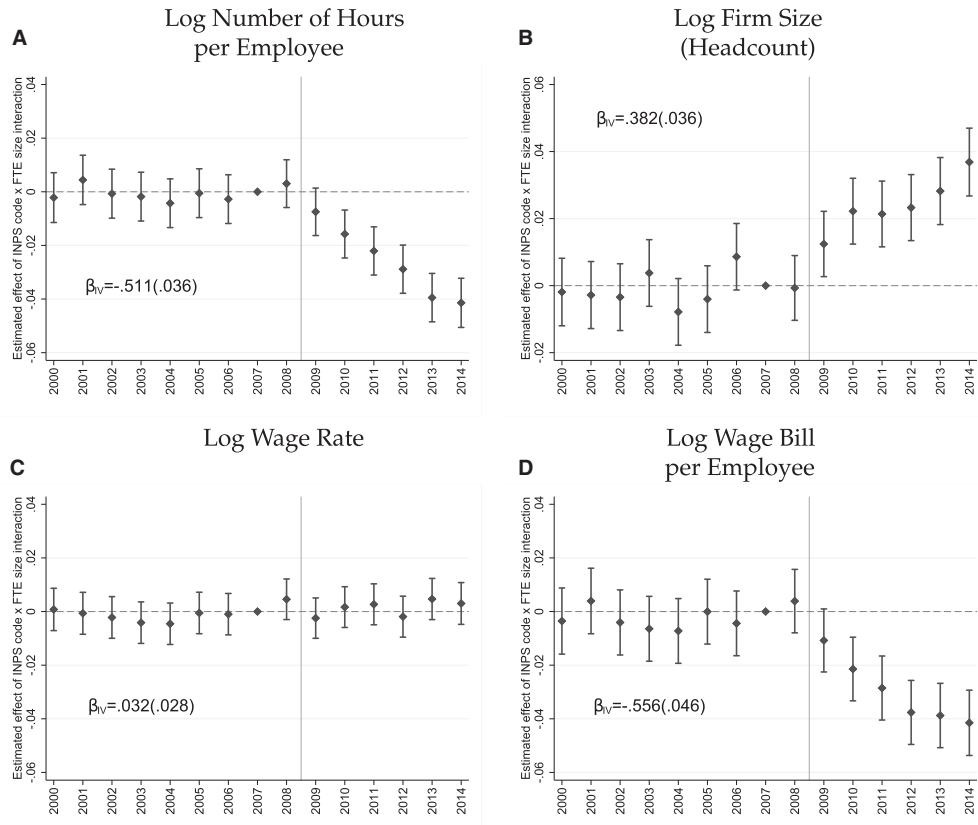 A
Log Number of Hours
per Employee
Estimated effect of INPS code x FTE size interaction
.04
.02
0
-.02
-.04
-.06
βIV=-.511(.036)
2000 2001 2002 2003 2004 2005 2006 2007 2008 2009 2010 2011 2012 2013 2014
B
Log Firm Size
(Headcount)
Estimated effect of INPS code x FTE size interaction
.06
.04
.02
0
-.02
βIV=.382(.036)
2000 2001 2002 2003 2004 2005 2006 2007 2008 2009 2010 2011 2012 2013 2014
C
Log Wage Rate
Estimated effect of INPS code x FTE size interaction
.04
.02
0
-.02
-.04
-.06
βIV=.032(.028)
2000 2001 2002 2003 2004 2005 2006 2007 2008 2009 2010 2011 2012 2013 2014
D
Log Wage Bill
per Employee
Estimated effect of INPS code x FTE size interaction
.04
.02
0
-.02
-.04
-.06
βIV=-.556(.046)
2000 2001 2002 2003 2004 2005 2006 2007 2008 2009 2010 2011 2012 2013 2014